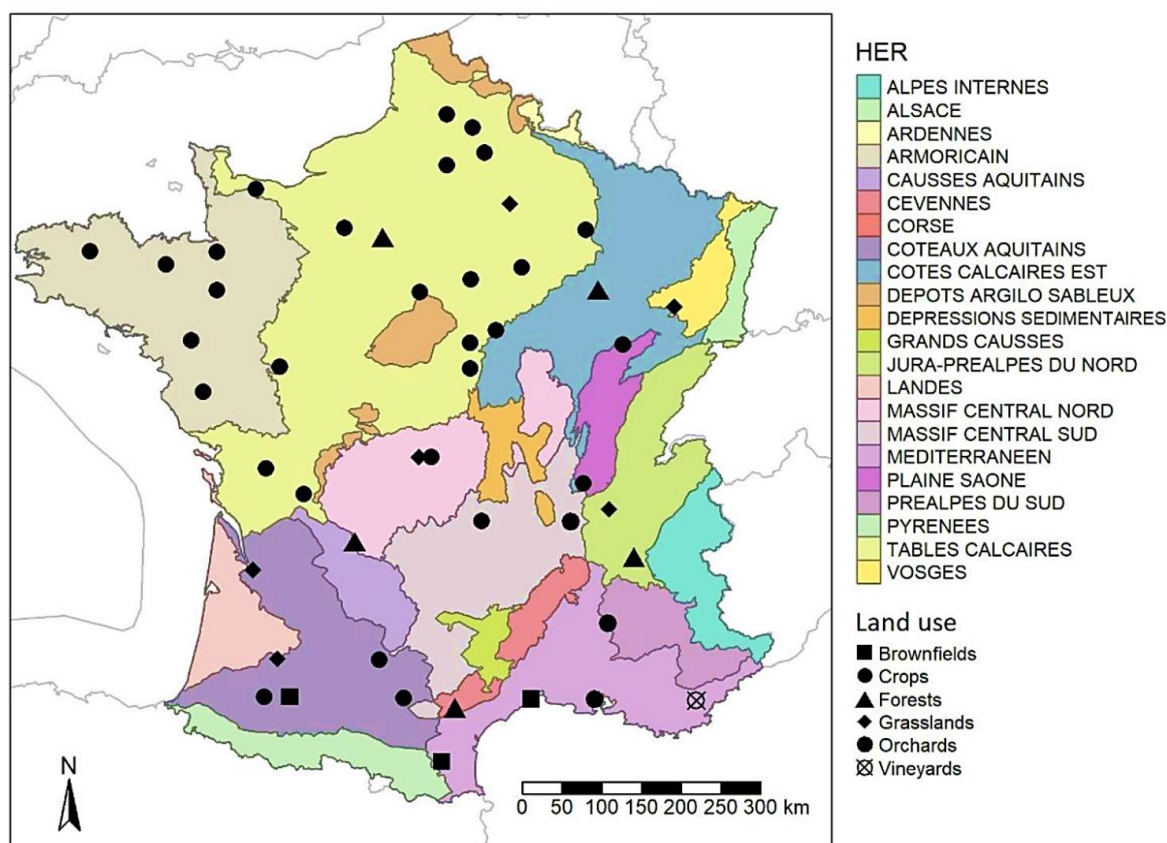 HER
ALPES INTERNES
ALSACE
ARDENNES
ARMORICAIN
CAUSSES AQUITAINS
CEVENNES
CORSE
COTEAUX AQUITAINS
COTES CALCAIRES EST
DEPOTS ARGILO SABLEUX
DEPRESSIONS SEDIMENTAIRES
GRANDS CAUSSES
JURA-PREALPES DU NORD
LANDES
MASSIF CENTRAL NORD
MASSIF CENTRAL SUD
MEDITERRANEEN
PLAINE SAONE
PREALPES DU SUD
PYRENEES
TABLES CALCAIRES
VOSGES
Land use
Brownfields
Crops
Forests
Grasslands
Orchards
Vineyards
N
0 50 100 150 200 250 300 km